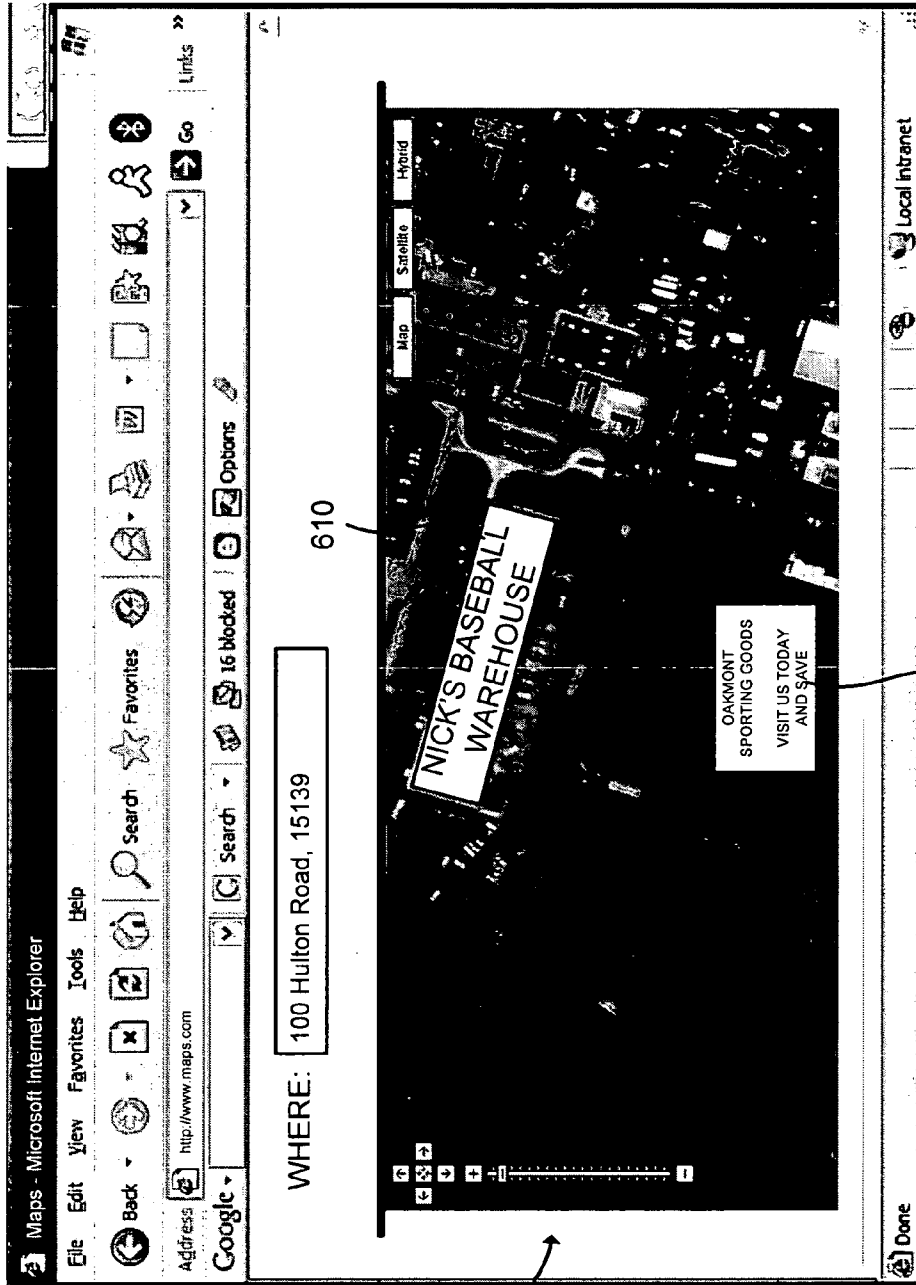 Maps - Microsoft Internet Explorer
File Edit View Favorites Tools Help
Back Search Favorites
Address http://www.maps.com Go Links »
Google Search 16 blocked Options
WHERE: 100 Hulton Road, 15139
610
Map Satellite Hybrid
NICK'S BASEBALL
WAREHOUSE
OAKMONT
SPORTING GOODS
VISIT US TODAY
AND SAVE
Done Local intranet